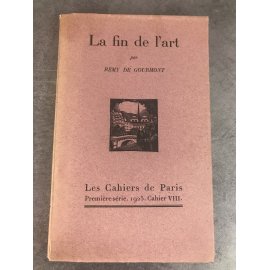 La fin de l'art
par
RÉMY DE GOURMONT
Les Cahiers de Paris
Première série. 1925. Cahier VIII.